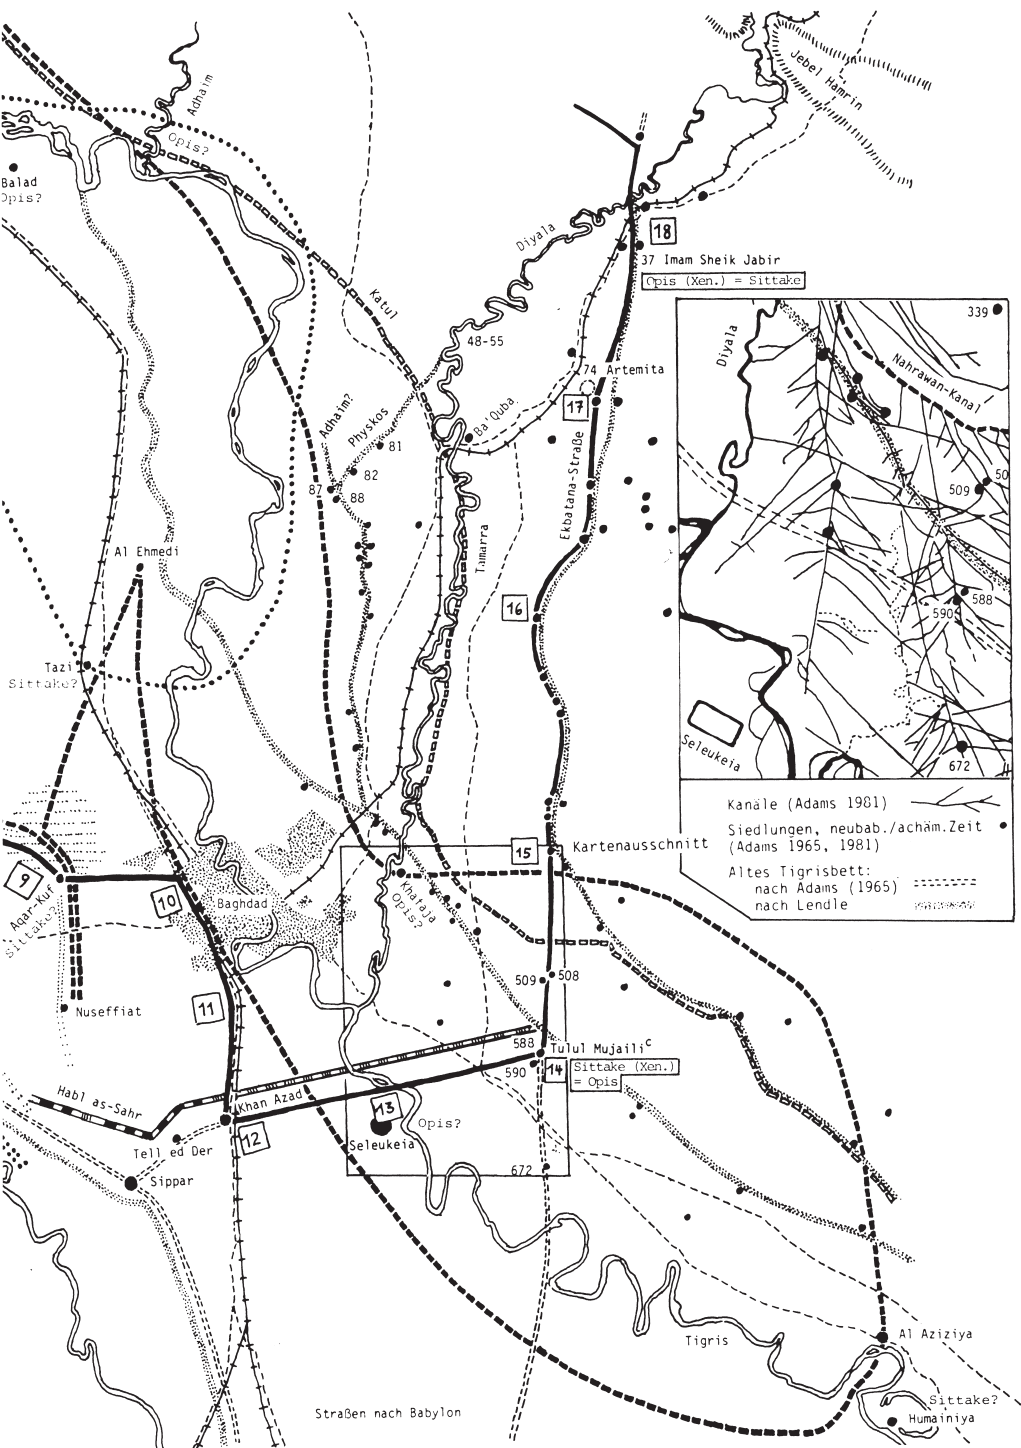 Adhaim
Opis?
Balad
Opis?
Jebel Hamrin
Diyala
18
37 Imam Sheik Jabir
Opis (Xen.) = Sittake
Katul
48-55
74 Artemita
17
Ba'Quba
Adhaim?
Physkos
81
82
87
88
Ekbatana-Straße
Tamarra
16
Al Ehmedi
Tazi
Sittake?
9
Aqar-Kuf
Sittake?
10
Baghdad
15
Kartenausschnitt
Khataja
Opis?
11
Nuseffiat
509
508
588
Tulul Mujailiᶜ
590
14
Sittake (Xen.)
= Opis
Habl as-Sahr
Khan Azad
12
13
Opis?
Seleukeia
Tell ed Der
Sippar
672
Tigris
Al Aziziya
Sittake?
Humainiya
Straßen nach Babylon
Diyala
339
Nahrawan-Kanal
50
509
588
590
Seleukeia
672
Kanäle (Adams 1981)
Siedlungen, neubab./achäm.Zeit
(Adams 1965, 1981)
Altes Tigrisbett:
nach Adams (1965)
nach Lendle